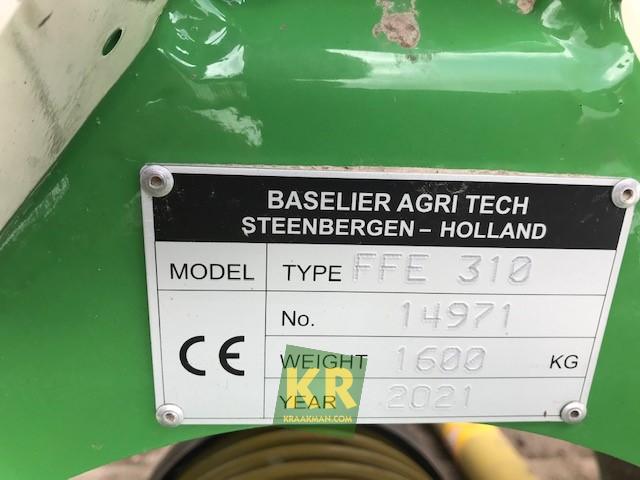 BASELIER AGRI TECH
STEENBERGEN – HOLLAND
MODEL TYPE FFE 310
No. 14971
CE WEIGHT 1600 KG
YEAR 2021
KR
KRAAKMAN.COM